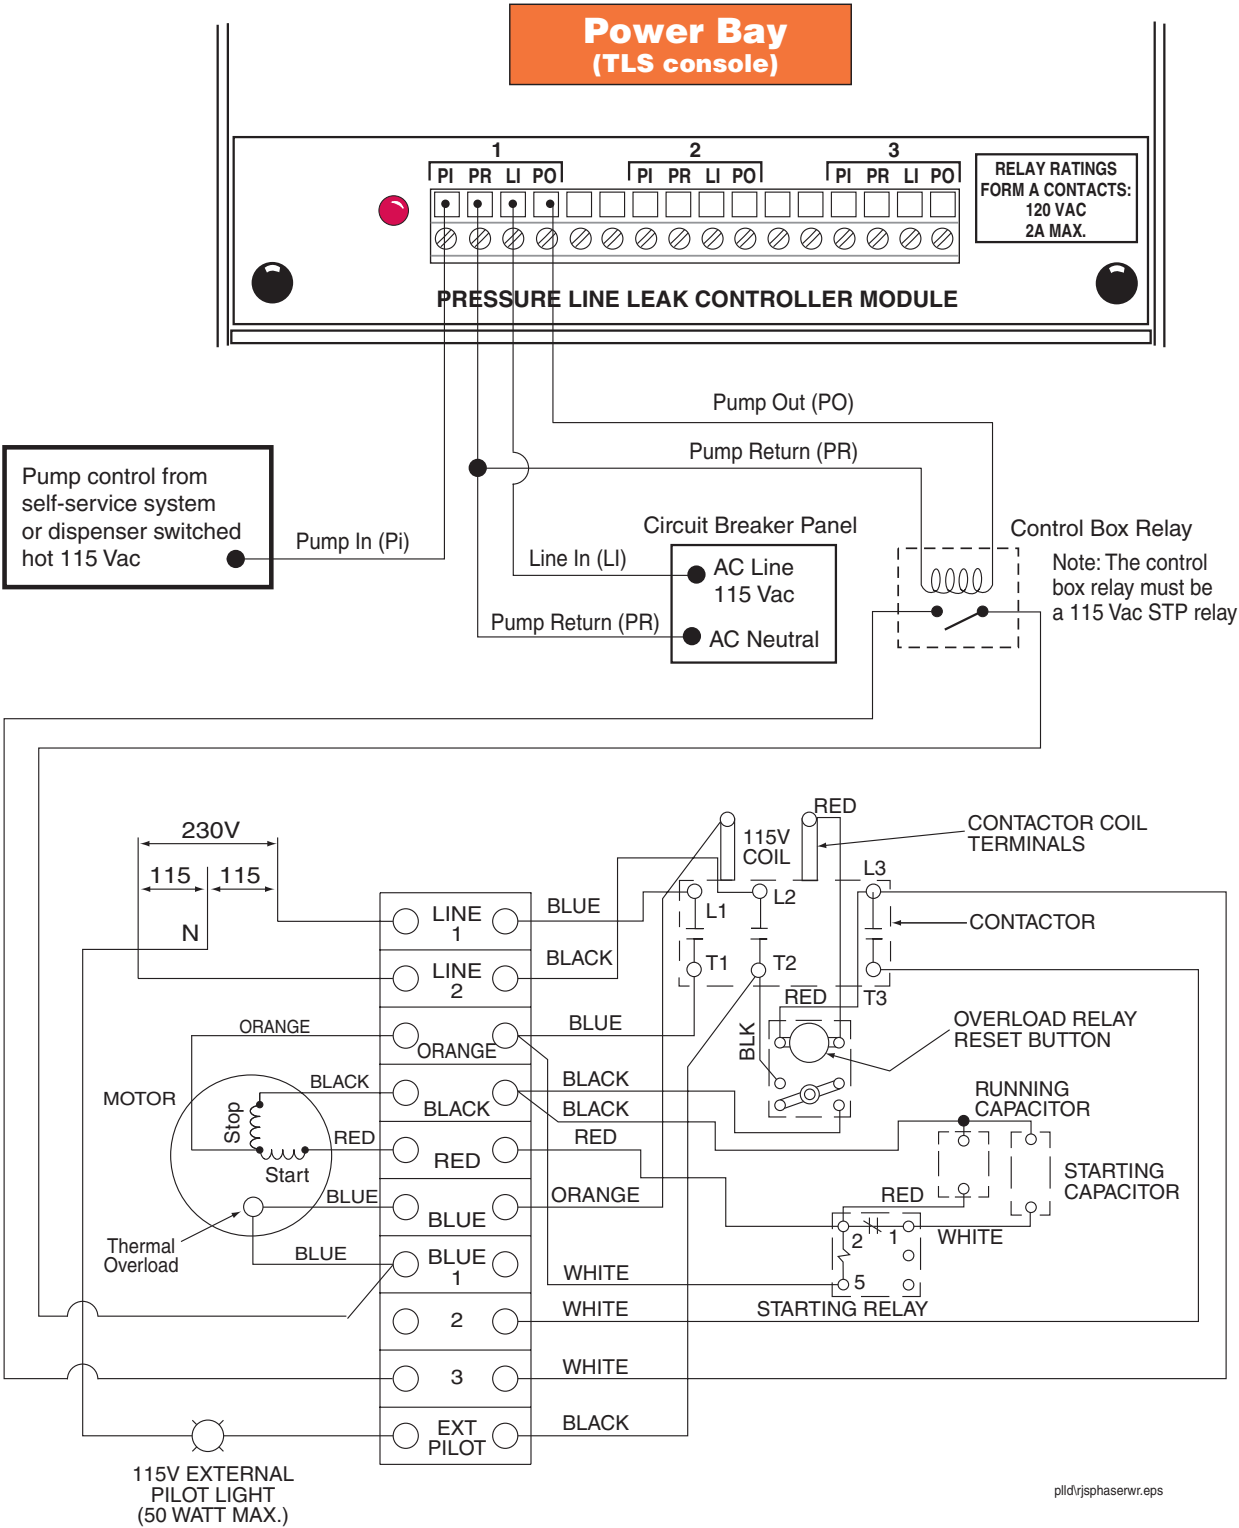 Power Bay
(TLS console)
1 2 3
PI PR LI PO PI PR LI PO PI PR LI PO
RELAY RATINGS
FORM A CONTACTS:
120 VAC
2A MAX.
PRESSURE LINE LEAK CONTROLLER MODULE
Pump Out (PO)
Pump Return (PR)
Pump control from
self-service system
or dispenser switched
hot 115 Vac
Pump In (Pi)
Line In (LI)
Pump Return (PR)
Circuit Breaker Panel
AC Line
115 Vac
AC Neutral
Control Box Relay
Note: The control
box relay must be
a 115 Vac STP relay
230V
115 115
N
LINE
1
LINE
2
ORANGE
BLACK
RED
BLUE
BLUE
1
2
3
EXT
PILOT
ORANGE
BLACK
RED
BLUE
BLUE
MOTOR
Stop
Start
Thermal
Overload
115V EXTERNAL
PILOT LIGHT
(50 WATT MAX.)
BLUE
BLACK
BLUE
BLACK
BLACK
RED
ORANGE
WHITE
WHITE
WHITE
BLACK
115V
COIL
RED
CONTACTOR COIL
TERMINALS
L1 L2 L3
CONTACTOR
T1 T2 T3
RED
BLK
OVERLOAD RELAY
RESET BUTTON
RUNNING
CAPACITOR
STARTING
CAPACITOR
RED
WHITE
2 1
5
STARTING RELAY
plld\rjsphaserwr.eps